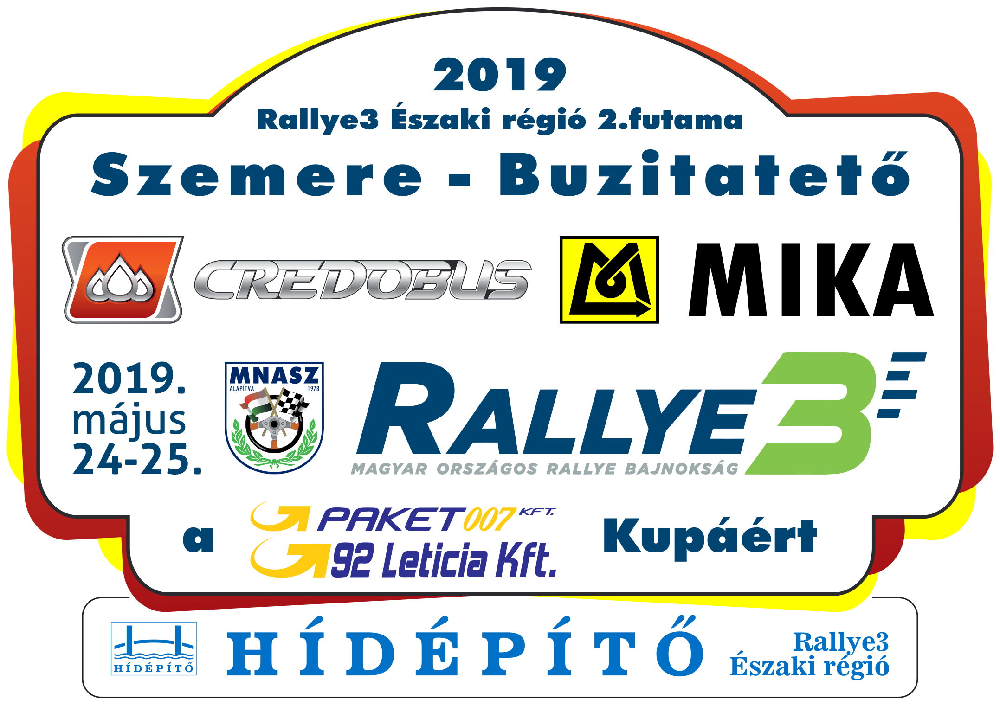 2019
Rallye3 Északi régió 2.futama
Szemere - Buzitatető
CREDOBUS
MIKA
2019.
május
24-25.
MNASZ
ALAPÍTVA 1978
RALLYE3
MAGYAR ORSZÁGOS RALLYE BAJNOKSÁG
a
PAKET007 KFT.
92 Leticia Kft.
Kupáért
HÍDÉPÍTŐ
HÍDÉPÍTŐ
Rallye3
Északi régió